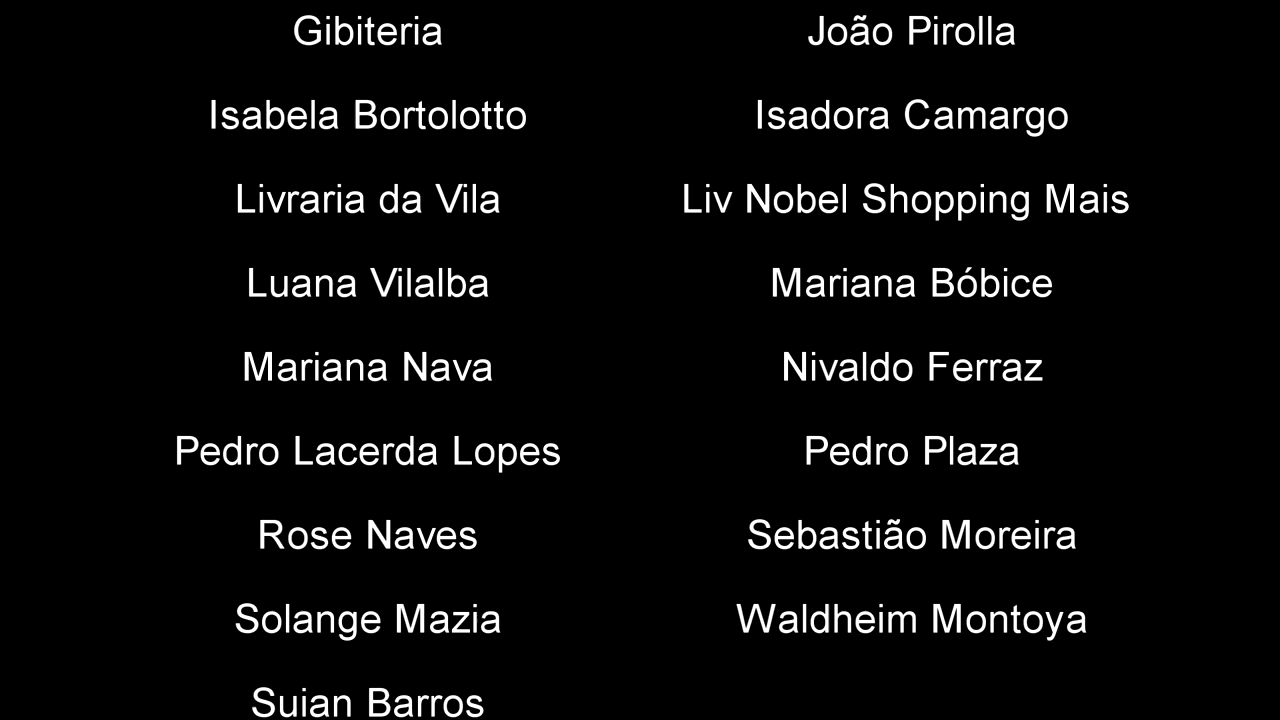 Gibiteria
João Pirolla
Isabela Bortolotto
Isadora Camargo
Livraria da Vila
Liv Nobel Shopping Mais
Luana Vilalba
Mariana Bóbice
Mariana Nava
Nivaldo Ferraz
Pedro Lacerda Lopes
Pedro Plaza
Rose Naves
Sebastião Moreira
Solange Mazia
Waldheim Montoya
Suian Barros